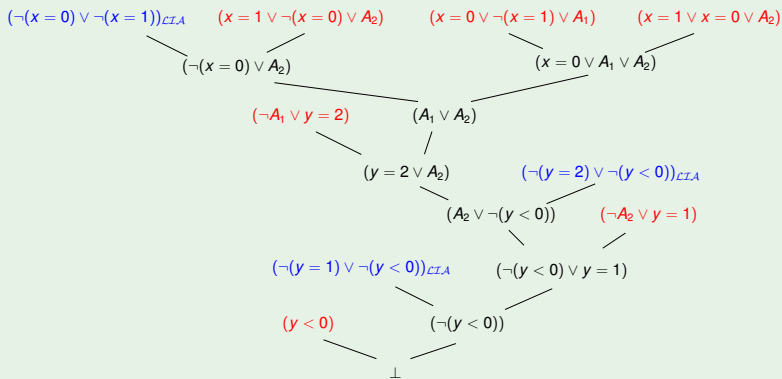 (¬(x = 0) ∨ ¬(x = 1))_LIA (x = 1 ∨ ¬(x = 0) ∨ A₂) (x = 0 ∨ ¬(x = 1) ∨ A₁) (x = 1 ∨ x = 0 ∨ A₂)
(¬(x = 0) ∨ A₂) (x = 0 ∨ A₁ ∨ A₂)
(¬A₁ ∨ y = 2) (A₁ ∨ A₂)
(y = 2 ∨ A₂) (¬(y = 2) ∨ ¬(y < 0))_LIA
(A₂ ∨ ¬(y < 0)) (¬A₂ ∨ y = 1)
(¬(y = 1) ∨ ¬(y < 0))_LIA (¬(y < 0) ∨ y = 1)
(y < 0) (¬(y < 0))
⊥